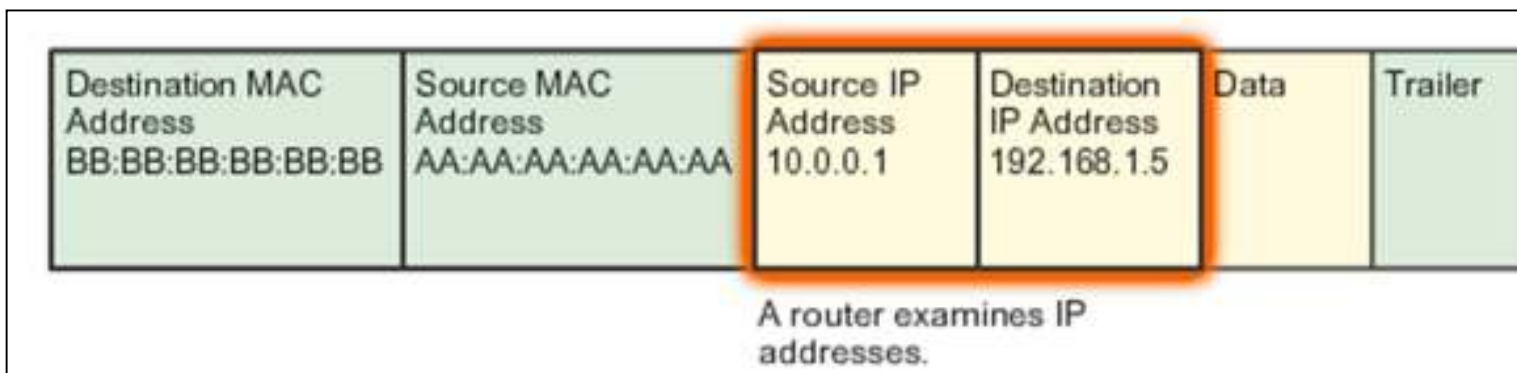 Destination MAC
Address
BB:BB:BB:BB:BB:BB
Source MAC
Address
AA:AA:AA:AA:AA:AA
Source IP
Address
10.0.0.1
Destination
IP Address
192.168.1.5
Data
Trailer
A router examines IP
addresses.